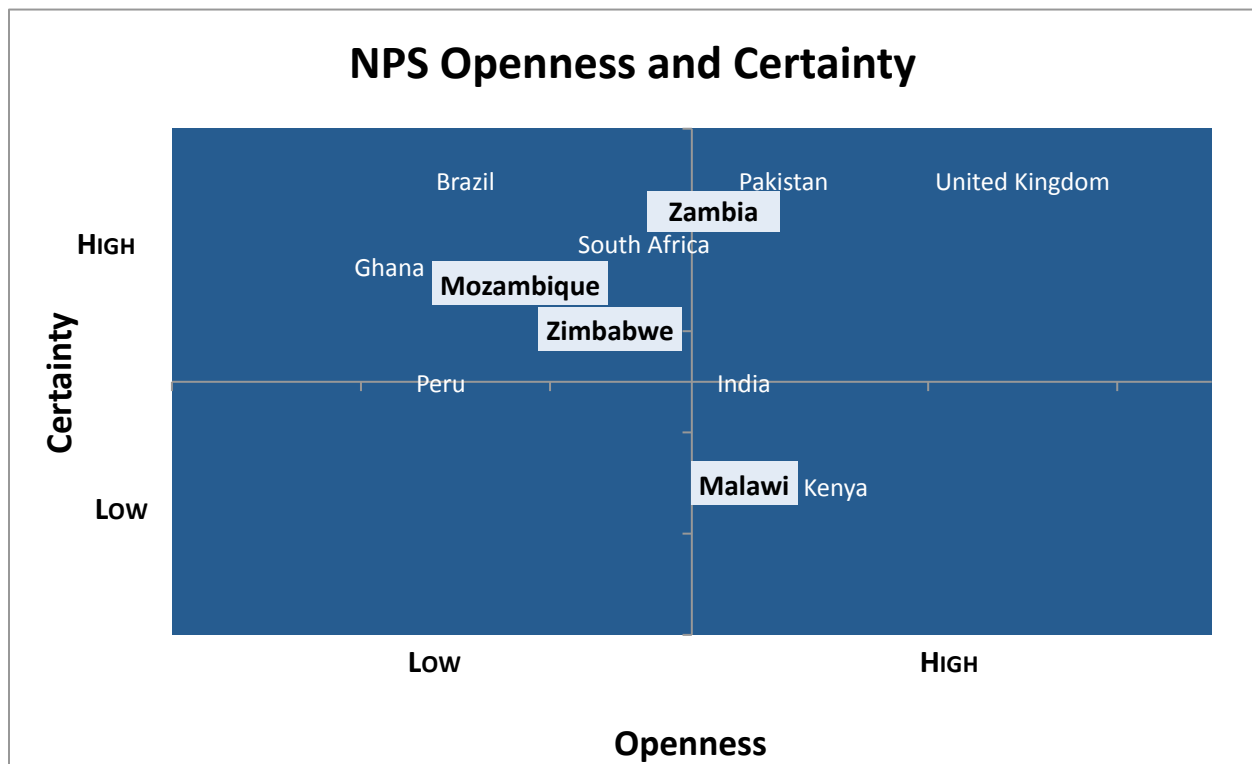 NPS Openness and Certainty
Brazil
Pakistan
United Kingdom
Zambia
HIGH
South Africa
Ghana
Mozambique
Zimbabwe
Certainty
Peru
India
Malawi
Kenya
LOW
LOW
HIGH
Openness